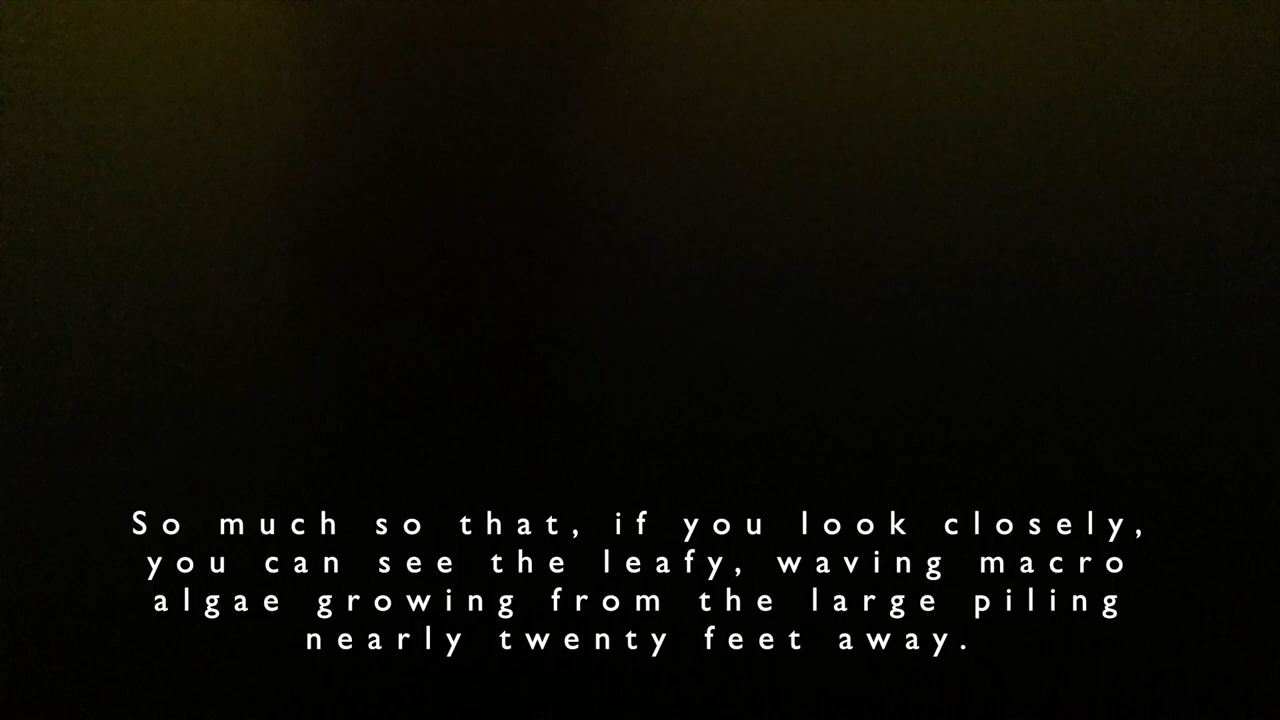 So much so that, if you look closely,
you can see the leafy, waving macro
algae growing from the large piling
nearly twenty feet away.